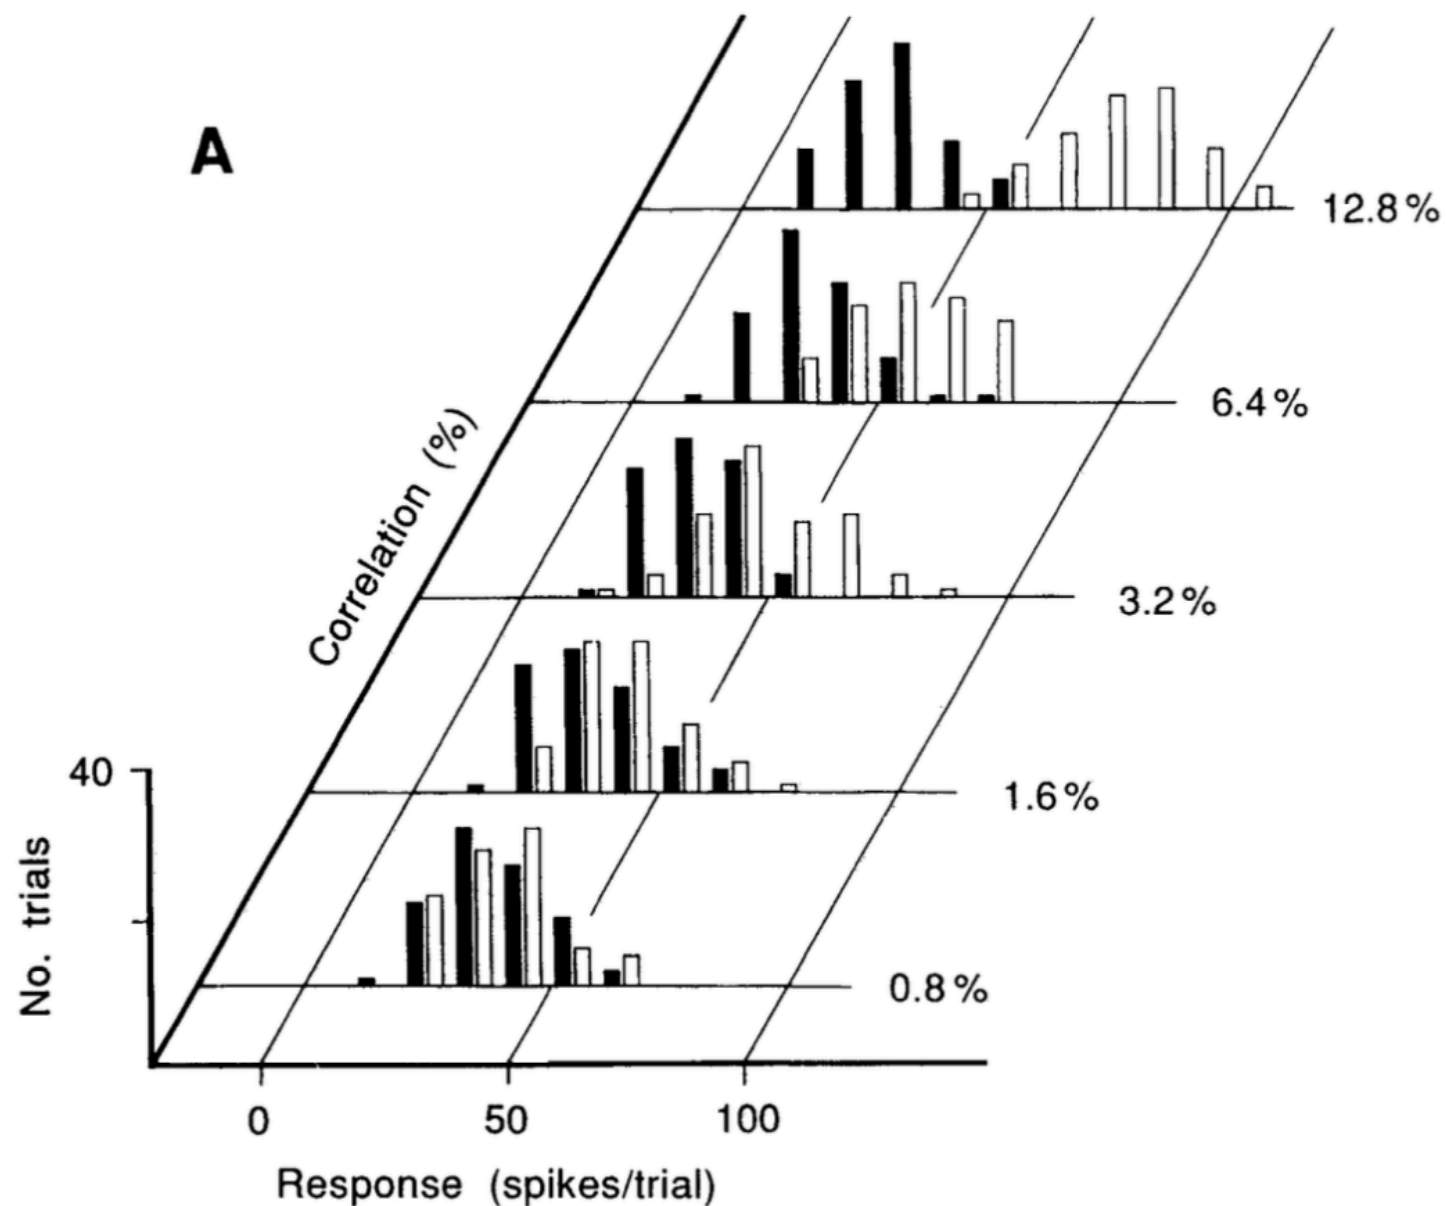 A
12.8%
6.4%
Correlation (%)
3.2%
40
1.6%
No. trials
0.8%
0 50 100
Response (spikes/trial)